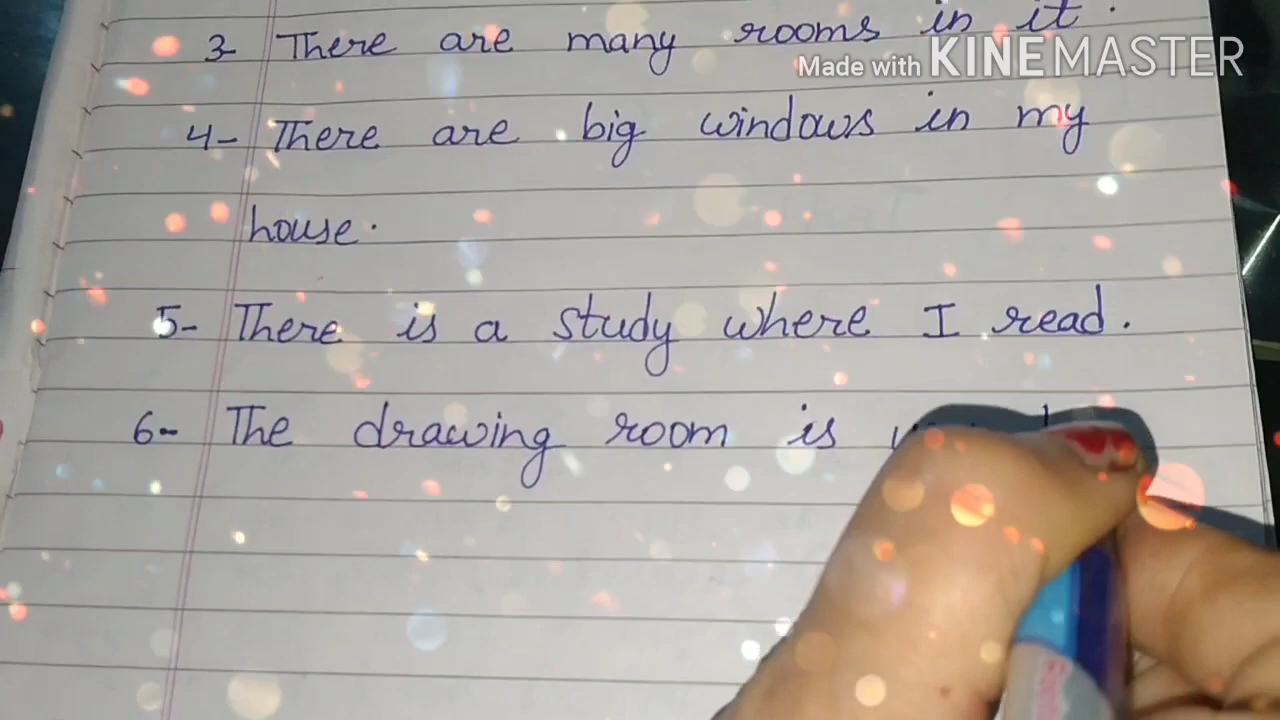 3- There are many rooms in it.
Made with KINEMASTER
4- There are big windows in my
house.
5- There is a study where I read.
6- The drawing room is